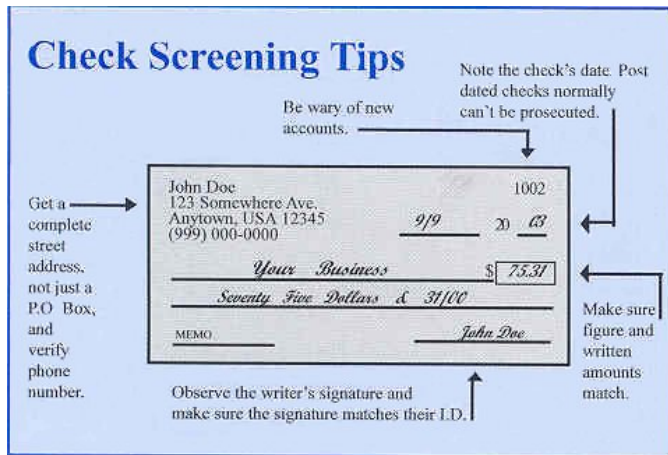 Check Screening Tips
Note the check's date. Post
dated checks normally
can't be prosecuted.
Be wary of new
accounts.
Get a
complete
street
address,
not just a
P.O Box,
and
verify
phone
number.
John Doe
1002
123 Somewhere Ave.
Anytown, USA 12345
(999) 000-0000
9/9 20 03
Your Business $ 75.31
Seventy Five Dollars & 31/00
MEMO John Doe
Make sure
figure and
written
amounts
match.
Observe the writer's signature and
make sure the signature matches their I.D.